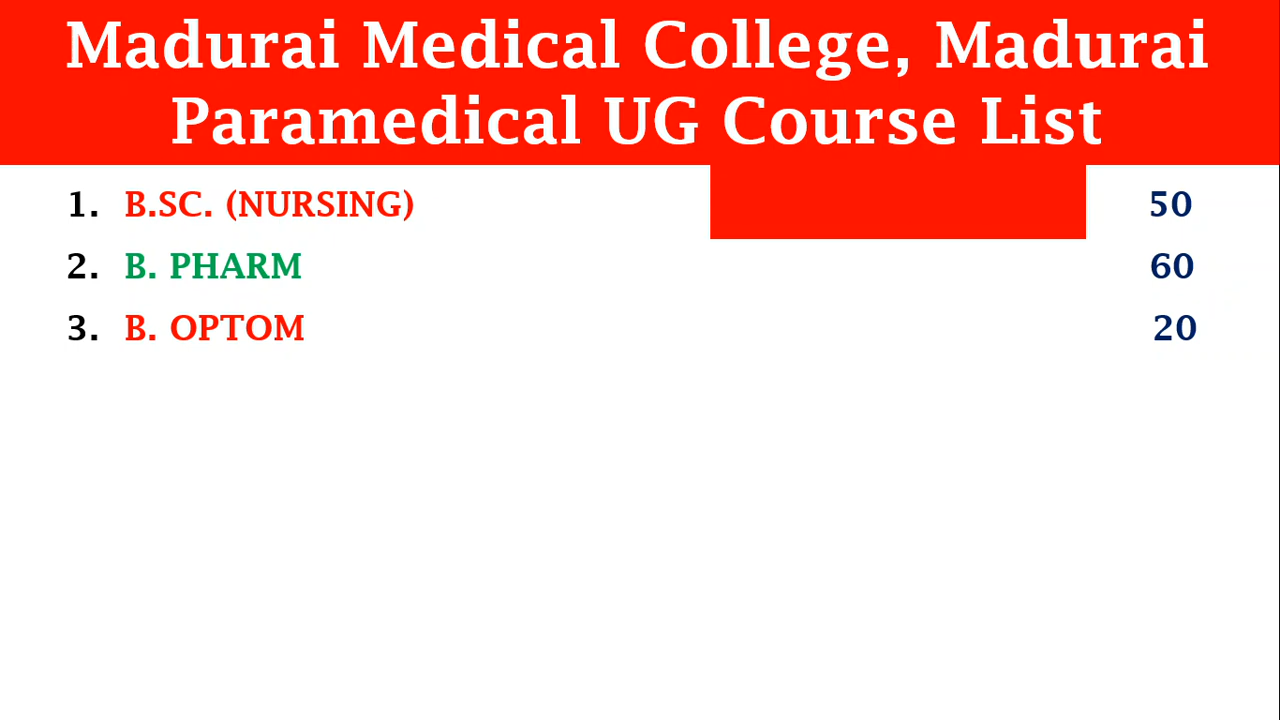 Madurai Medical College, Madurai
Paramedical UG Course List
1. B.SC. (NURSING) 50
2. B. PHARM 60
3. B. OPTOM 20